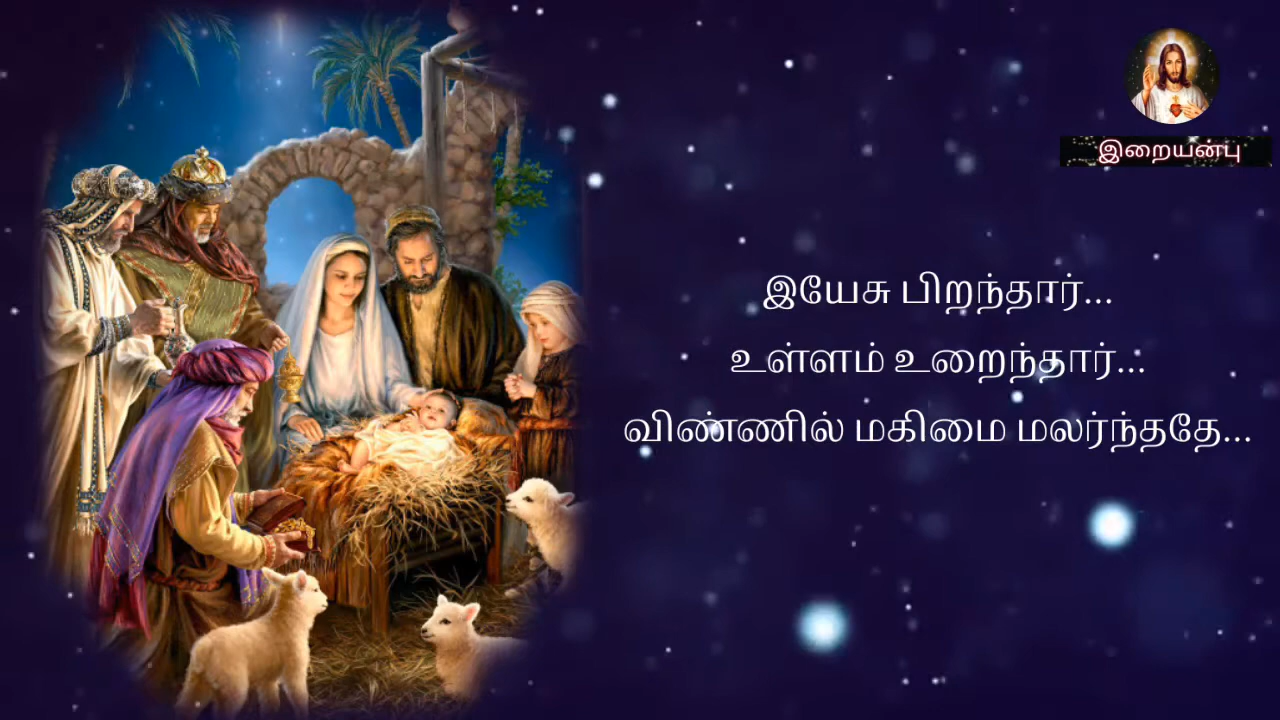 இறையன்பு
இயேசு பிறந்தார்...
உள்ளம் உறைந்தார்...
விண்ணில் மகிமை மலர்ந்ததே...